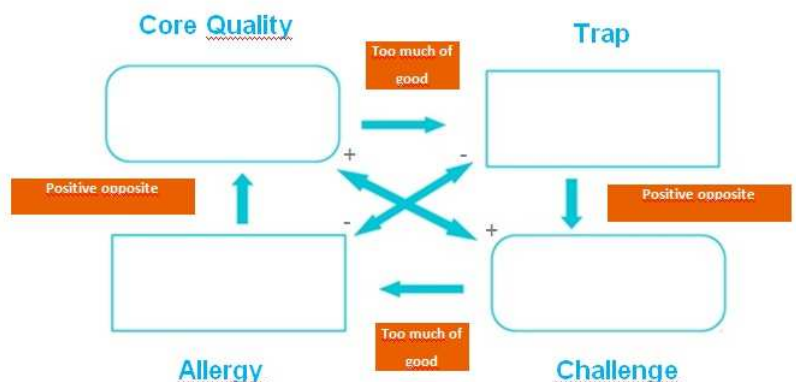 Core Quality
Trap
Too much of
good
+
-
Positive opposite
Positive opposite
-
+
Too much of
good
Allergy
Challenge